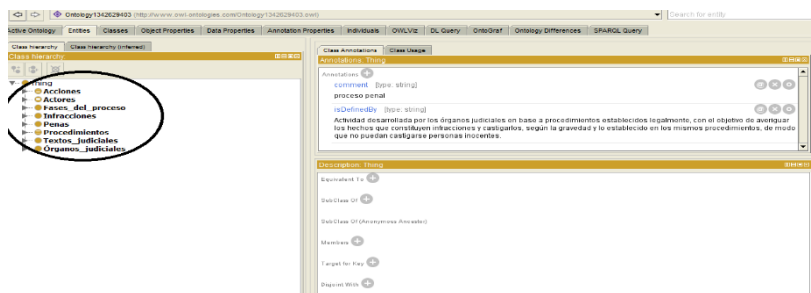 Ontology1342629403 (http://www.owl-ontologies.com/Ontology1342629403.owl)
Search for entity
Active Ontology Entities Classes Object Properties Data Properties Annotation Properties Individuals OWLViz DL Query OntoGraf Ontology Differences SPARQL Query
Class hierarchy Class hierarchy (inferred)
Class hierarchy:
Thing
Acciones
Actores
Fases_del_proceso
Infracciones
Penas
Procedimientos
Textos_judiciales
Órganos_judiciales
Class Annotations Class Usage
Annotations: Thing
Annotations
comment [type: string]
proceso penal
isDefinedBy [type: string]
Actividad desarrollada por los órganos judiciales en base a procedimientos establecidos legalmente, con el objetivo de averiguar
los hechos que constituyen infracciones y castigarlos, según la gravedad y lo establecido en los mismos procedimientos, de modo
que no puedan castigarse personas inocentes.
Description: Thing
Equivalent To
SubClass Of
SubClass Of (Anonymous Ancestor)
Members
Target for Key
Disjoint With